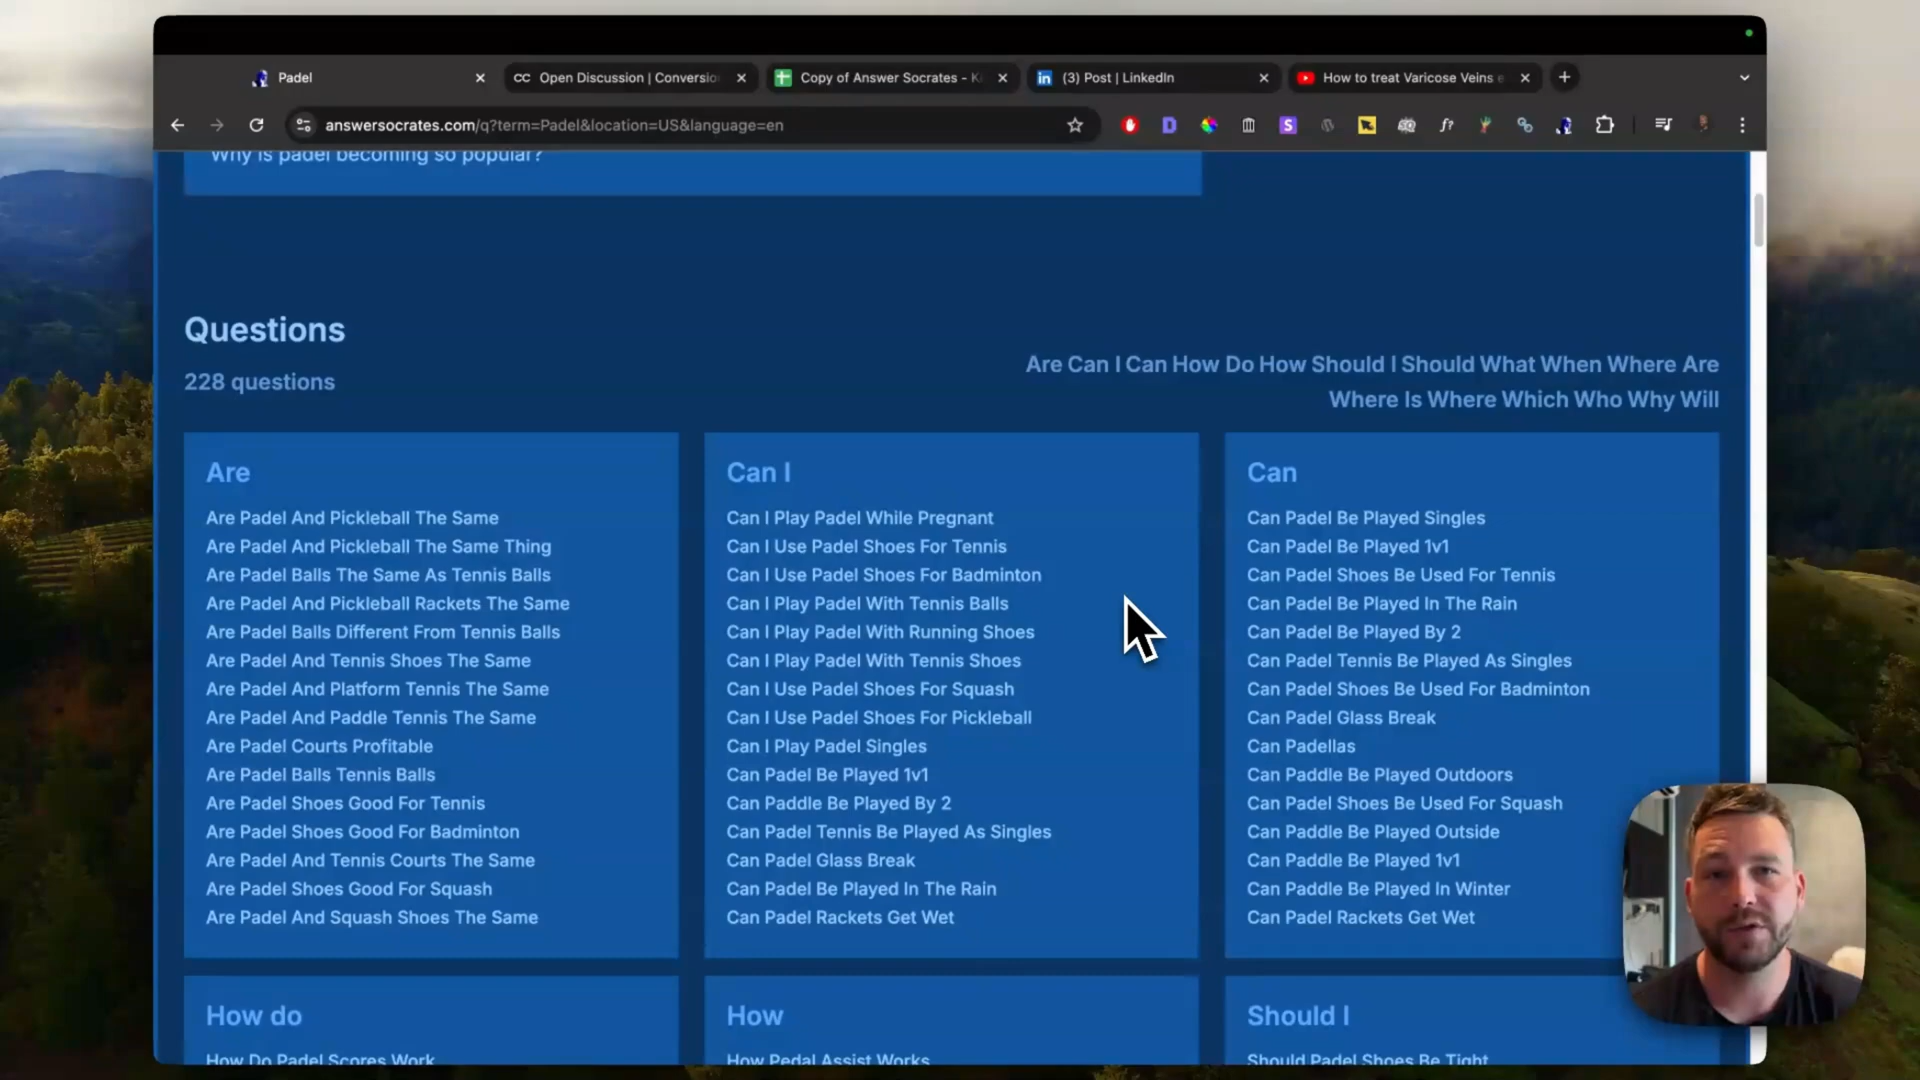 Padel
CC Open Discussion | Conversio
Copy of Answer Socrates - K
(3) Post | LinkedIn
How to treat Varicose Veins e
answersocrates.com/q?term=Padel&location=US&language=en
Why is padel becoming so popular?
Questions
228 questions
Are Can I Can How Do How Should I Should What When Where Are
Where Is Where Which Who Why Will
Are
Are Padel And Pickleball The Same
Are Padel And Pickleball The Same Thing
Are Padel Balls The Same As Tennis Balls
Are Padel And Pickleball Rackets The Same
Are Padel Balls Different From Tennis Balls
Are Padel And Tennis Shoes The Same
Are Padel And Platform Tennis The Same
Are Padel And Paddle Tennis The Same
Are Padel Courts Profitable
Are Padel Balls Tennis Balls
Are Padel Shoes Good For Tennis
Are Padel Shoes Good For Badminton
Are Padel And Tennis Courts The Same
Are Padel Shoes Good For Squash
Are Padel And Squash Shoes The Same
Can I
Can I Play Padel While Pregnant
Can I Use Padel Shoes For Tennis
Can I Use Padel Shoes For Badminton
Can I Play Padel With Tennis Balls
Can I Play Padel With Running Shoes
Can I Play Padel With Tennis Shoes
Can I Use Padel Shoes For Squash
Can I Use Padel Shoes For Pickleball
Can I Play Padel Singles
Can Padel Be Played 1v1
Can Paddle Be Played By 2
Can Padel Tennis Be Played As Singles
Can Padel Glass Break
Can Padel Be Played In The Rain
Can Padel Rackets Get Wet
Can
Can Padel Be Played Singles
Can Padel Be Played 1v1
Can Padel Shoes Be Used For Tennis
Can Padel Be Played In The Rain
Can Padel Be Played By 2
Can Padel Tennis Be Played As Singles
Can Padel Shoes Be Used For Badminton
Can Padel Glass Break
Can Padellas
Can Paddle Be Played Outdoors
Can Padel Shoes Be Used For Squash
Can Paddle Be Played Outside
Can Paddle Be Played 1v1
Can Paddle Be Played In Winter
Can Padel Rackets Get Wet
How do
How Do Padel Scores Work
How
How Pedal Assist Works
Should I
Should Padel Shoes Be Tight